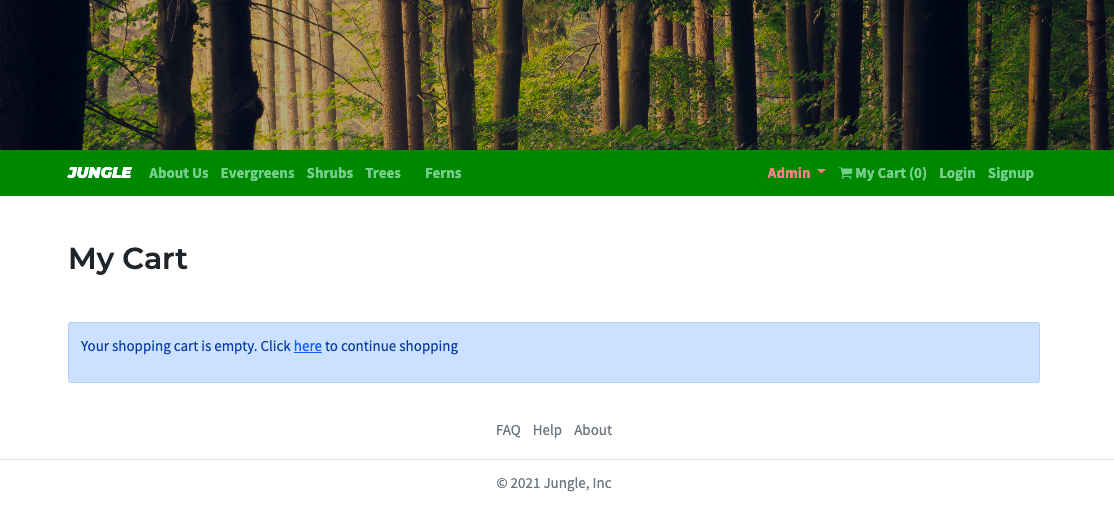 JUNGLE About Us Evergreens Shrubs Trees Ferns Admin My Cart (0) Login Signup
My Cart
Your shopping cart is empty. Click here to continue shopping
FAQ Help About
© 2021 Jungle, Inc